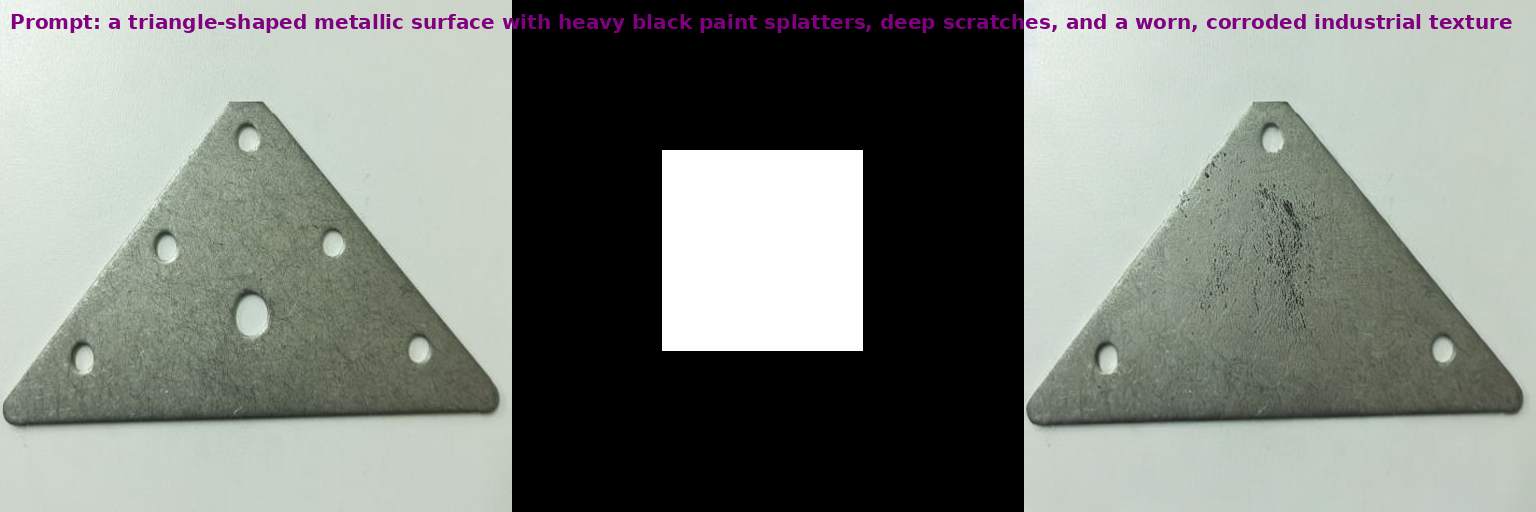 Prompt: a triangle-shaped metallic surface with heavy black paint splatters, deep scratches, and a worn, corroded industrial texture